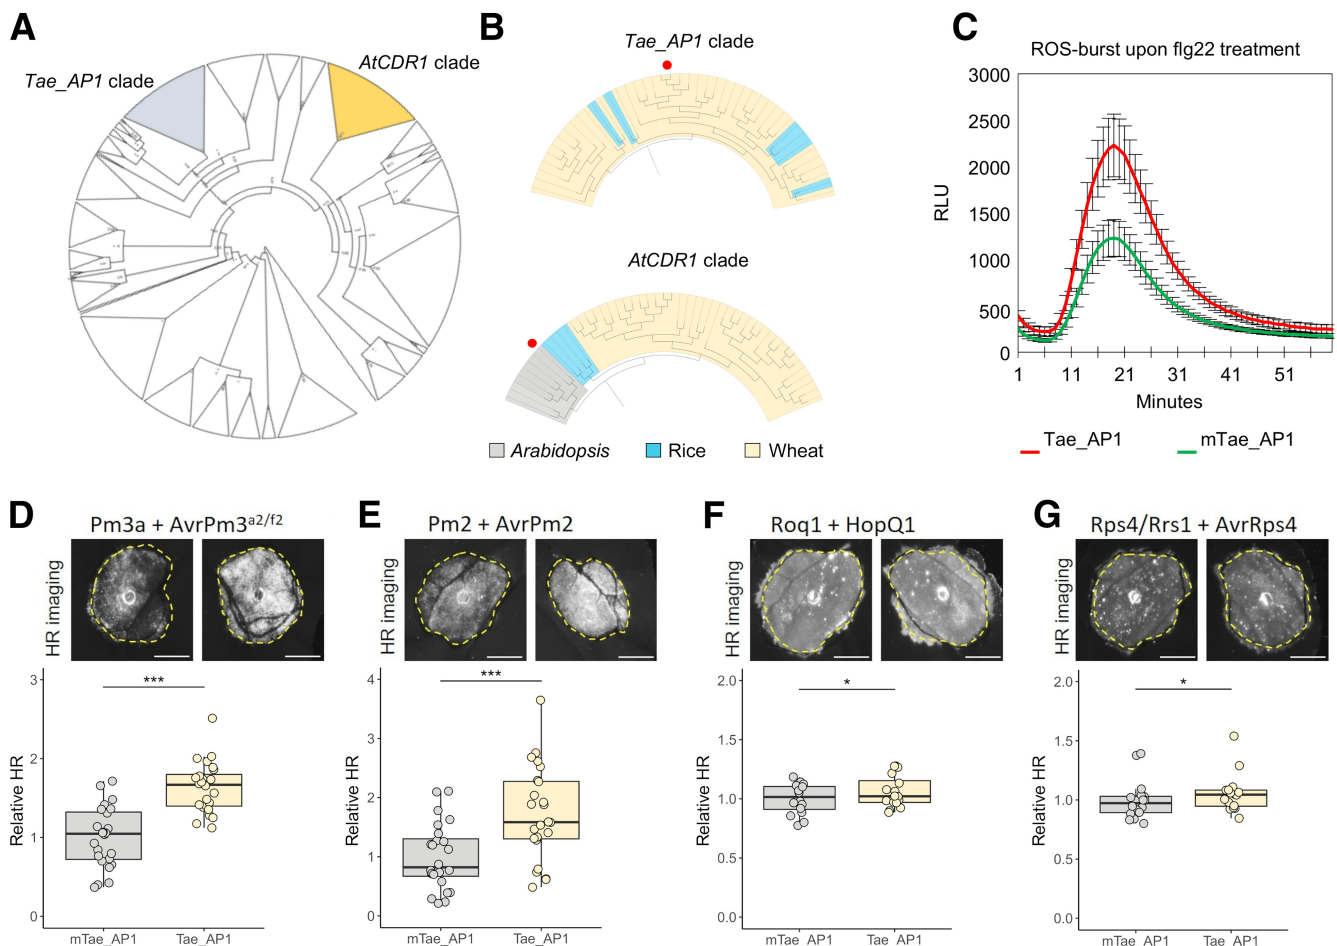 A
Tae_AP1 clade
AtCDR1 clade
B
Tae_AP1 clade
AtCDR1 clade
Arabidopsis
Rice
Wheat
C
ROS-burst upon flg22 treatment
3000
2500
2000
1500
1000
500
0
RLU
1 11 21 31 41 51
Minutes
Tae_AP1
mTae_AP1
D
Pm3a + AvrPm3a2/f2
HR imaging
***
3
2
1
0
Relative HR
mTae_AP1
Tae_AP1
E
Pm2 + AvrPm2
HR imaging
***
4
3
2
1
0
Relative HR
mTae_AP1
Tae_AP1
F
Roq1 + HopQ1
HR imaging
*
2.0
1.5
1.0
0.5
0.0
Relative HR
mTae_AP1
Tae_AP1
G
Rps4/Rrs1 + AvrRps4
HR imaging
*
2.0
1.5
1.0
0.5
0.0
Relative HR
mTae_AP1
Tae_AP1